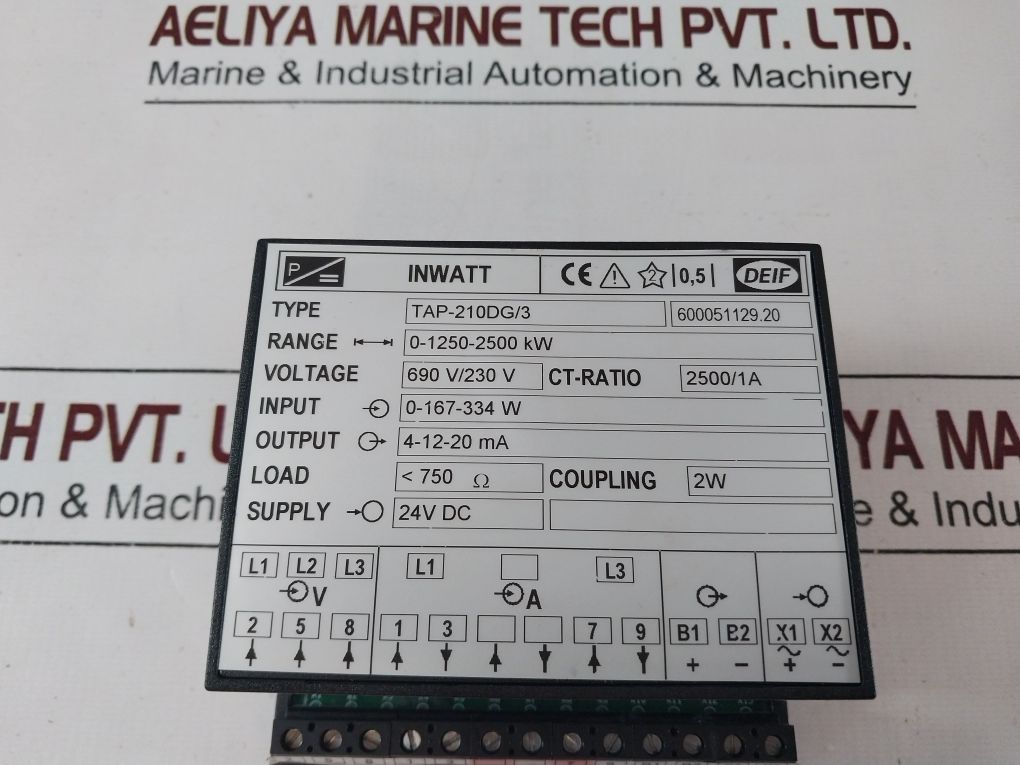 AELIYA MARINE TECH PVT. LTD.
Marine & Industrial Automation & Machinery
P INWATT CE 2 0,5 DEIF
TYPE TAP-210DG/3 600051129.20
RANGE 0-1250-2500 kW
VOLTAGE 690 V/230 V CT-RATIO 2500/1A
INPUT 0-167-334 W
OUTPUT 4-12-20 mA
LOAD < 750 Ω COUPLING 2W
SUPPLY 24V DC
L1 L2 L3 L1 L3
V A
2 5 8 1 3 7 9 B1 B2 X1 X2
+ − + −
H PVT.
on & Machi
YA MA
e & Indu